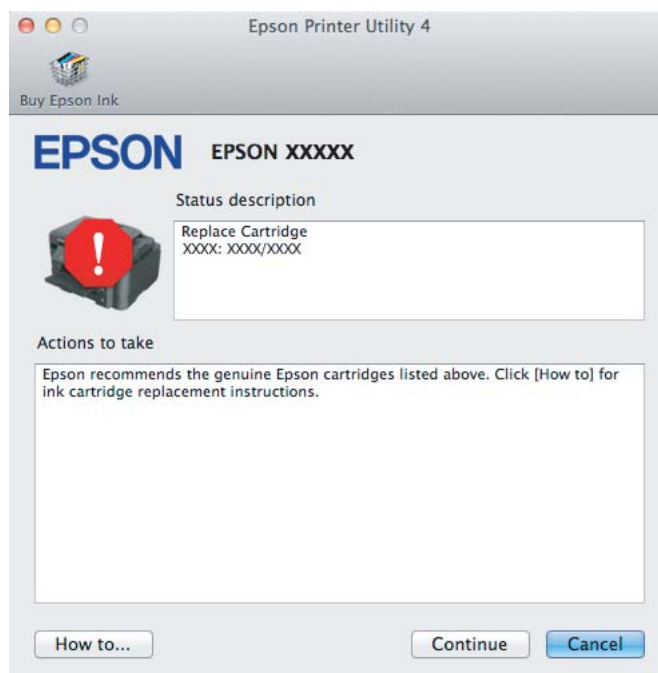 Epson Printer Utility 4
Buy Epson Ink
EPSON EPSON XXXXX
Status description
Replace Cartridge
XXXX: XXXX/XXXX
!
Actions to take
Epson recommends the genuine Epson cartridges listed above. Click [How to] for
ink cartridge replacement instructions.
How to... Continue Cancel